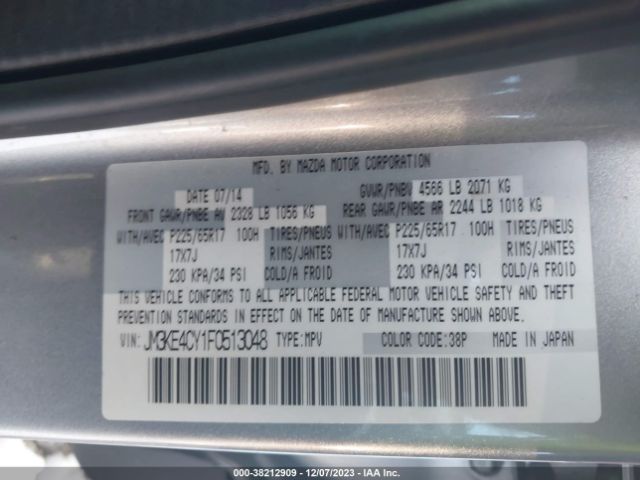 MFD. BY MAZDA MOTOR CORPORATION
DATE 07/14 GVWR/PNBV 4566 LB 2071 KG
FRONT GAWR/PNBE AV 2328 LB 1056 KG REAR GAWR/PNBE AR 2244 LB 1018 KG
WITH/AVEC P225/65R17 100H TIRES/PNEUS WITH/AVEC P225/65R17 100H TIRES/PNEUS
17X7J RIMS/JANTES 17X7J RIMS/JANTES
230 KPA/34 PSI COLD/A FROID 230 KPA/34 PSI COLD/A FROID
THIS VEHICLE CONFORMS TO ALL APPLICABLE FEDERAL MOTOR VEHICLE SAFETY AND THEFT
PREVENTION STANDARDS IN EFFECT ON THE DATE OF MANUFACTURE SHOWN ABOVE.
VIN: JM3KE4CY1F0513048 TYPE:MPV COLOR CODE:38P MADE IN JAPAN
000-38212909 - 12/07/2023 - IAA Inc.